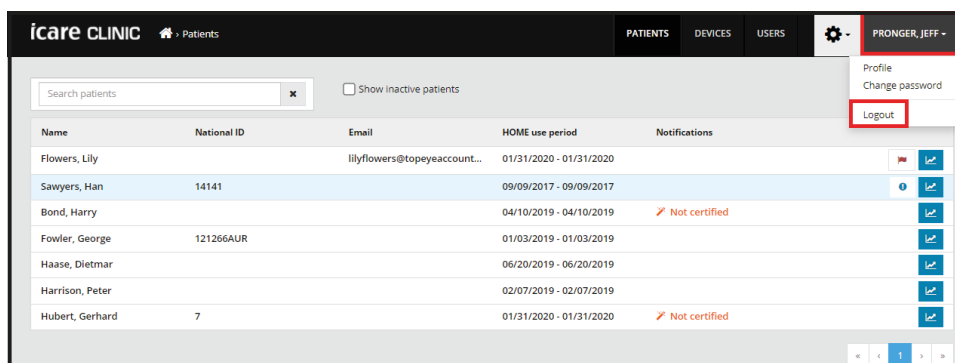 icare CLINIC > Patients PATIENTS DEVICES USERS PRONGER, JEFF
Profile
Change password
Logout
Search patients Show inactive patients
Name National ID Email HOME use period Notifications
Flowers, Lily lilyflowers@topeyeaccount... 01/31/2020 - 01/31/2020
Sawyers, Han 14141 09/09/2017 - 09/09/2017
Bond, Harry 04/10/2019 - 04/10/2019 Not certified
Fowler, George 121266AUR 01/03/2019 - 01/03/2019
Haase, Dietmar 06/20/2019 - 06/20/2019
Harrison, Peter 02/07/2019 - 02/07/2019
Hubert, Gerhard 7 01/31/2020 - 01/31/2020 Not certified
« ‹ 1 › »